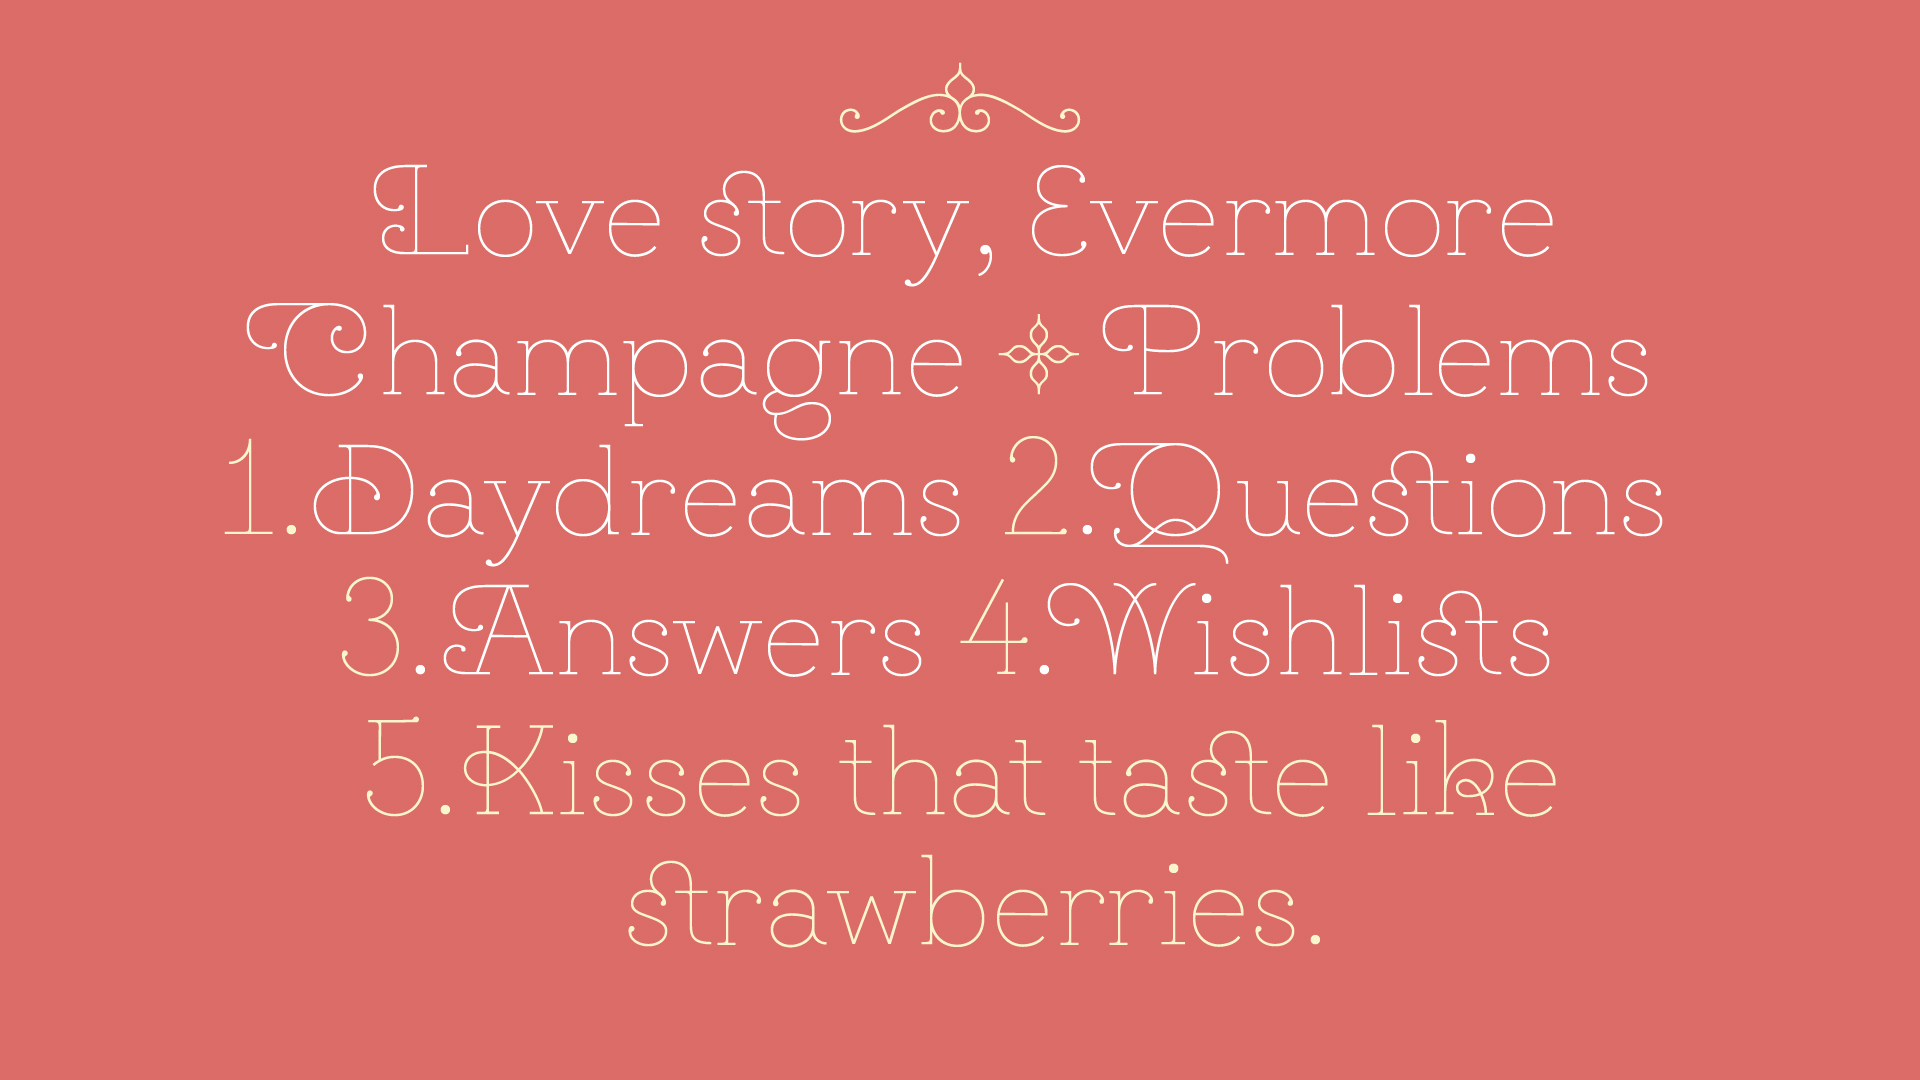 Love story, Evermore
Champagne Problems
1.Daydreams 2.Questions
3.Answers 4.Wishlists
5.Kisses that taste like
strawberries.